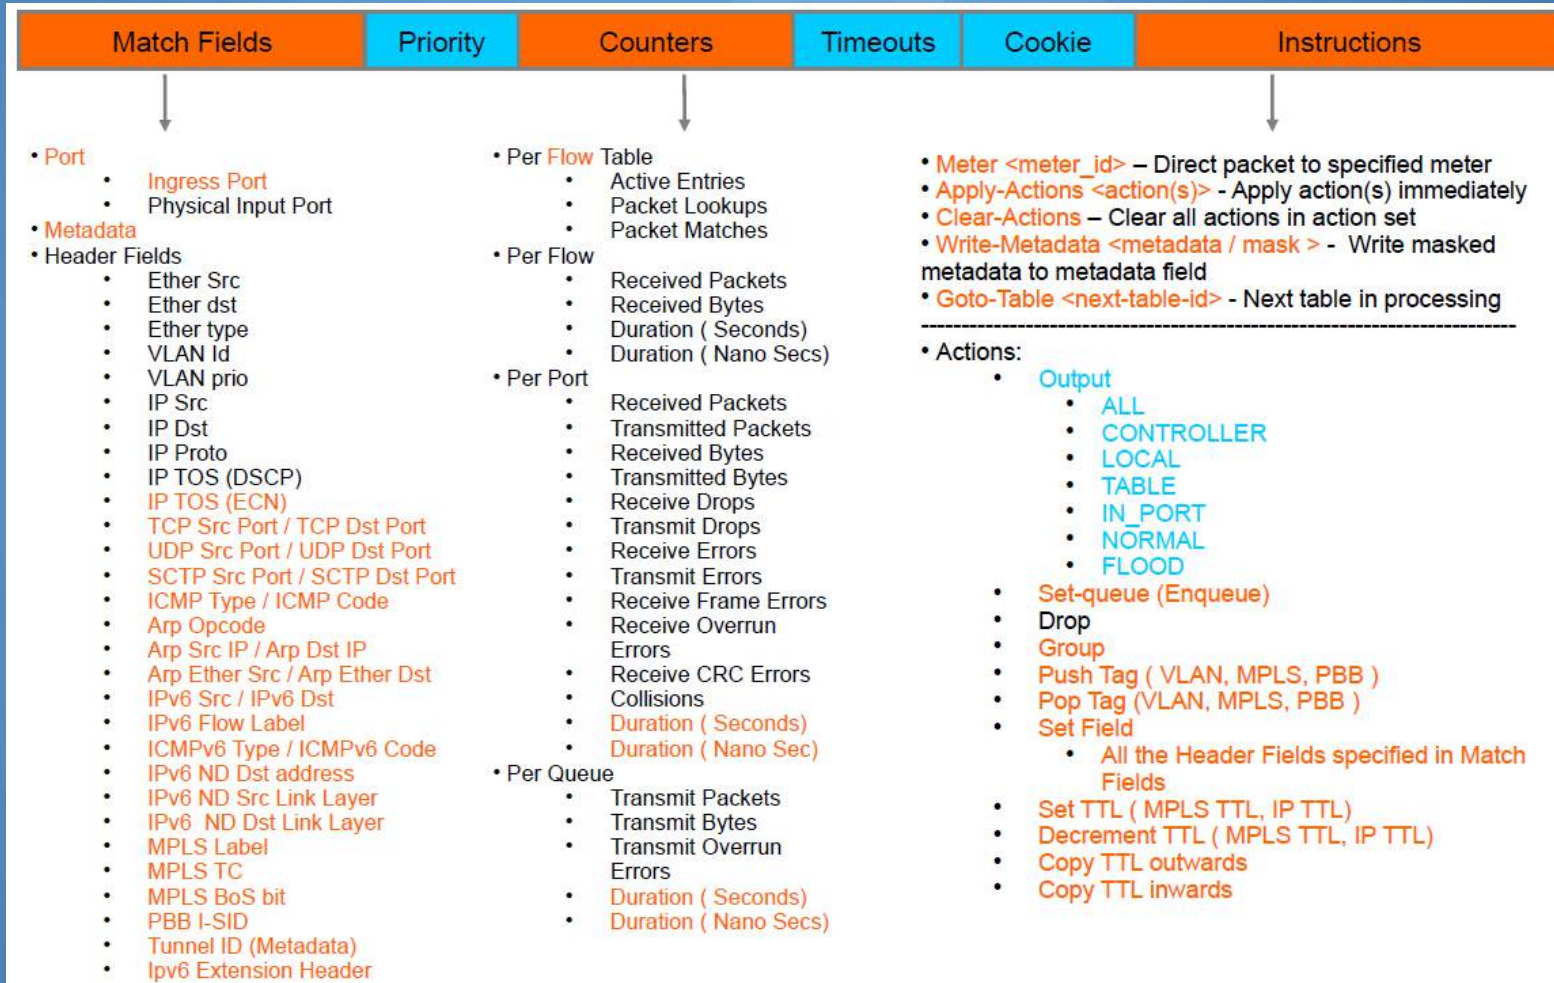 Match Fields Priority Counters Timeouts Cookie Instructions
• Port
• Ingress Port
• Physical Input Port
• Metadata
• Header Fields
• Ether Src
• Ether dst
• Ether type
• VLAN Id
• VLAN prio
• IP Src
• IP Dst
• IP Proto
• IP TOS (DSCP)
• IP TOS (ECN)
• TCP Src Port / TCP Dst Port
• UDP Src Port / UDP Dst Port
• SCTP Src Port / SCTP Dst Port
• ICMP Type / ICMP Code
• Arp Opcode
• Arp Src IP / Arp Dst IP
• Arp Ether Src / Arp Ether Dst
• IPv6 Src / IPv6 Dst
• IPv6 Flow Label
• ICMPv6 Type / ICMPv6 Code
• IPv6 ND Dst address
• IPv6 ND Src Link Layer
• IPv6 ND Dst Link Layer
• MPLS Label
• MPLS TC
• MPLS BoS bit
• PBB I-SID
• Tunnel ID (Metadata)
• Ipv6 Extension Header
• Per Flow Table
• Active Entries
• Packet Lookups
• Packet Matches
• Per Flow
• Received Packets
• Received Bytes
• Duration ( Seconds)
• Duration ( Nano Secs)
• Per Port
• Received Packets
• Transmitted Packets
• Received Bytes
• Transmitted Bytes
• Receive Drops
• Transmit Drops
• Receive Errors
• Transmit Errors
• Receive Frame Errors
• Receive Overrun
Errors
• Receive CRC Errors
• Collisions
• Duration ( Seconds)
• Duration ( Nano Sec)
• Per Queue
• Transmit Packets
• Transmit Bytes
• Transmit Overrun
Errors
• Duration ( Seconds)
• Duration ( Nano Secs)
• Meter <meter_id> – Direct packet to specified meter
• Apply-Actions <action(s)> - Apply action(s) immediately
• Clear-Actions – Clear all actions in action set
• Write-Metadata <metadata / mask > - Write masked
metadata to metadata field
• Goto-Table <next-table-id> - Next table in processing
--------------------------------------------------------------------------
• Actions:
• Output
• ALL
• CONTROLLER
• LOCAL
• TABLE
• IN_PORT
• NORMAL
• FLOOD
• Set-queue (Enqueue)
• Drop
• Group
• Push Tag ( VLAN, MPLS, PBB )
• Pop Tag (VLAN, MPLS, PBB )
• Set Field
• All the Header Fields specified in Match
Fields
• Set TTL ( MPLS TTL, IP TTL)
• Decrement TTL ( MPLS TTL, IP TTL)
• Copy TTL outwards
• Copy TTL inwards